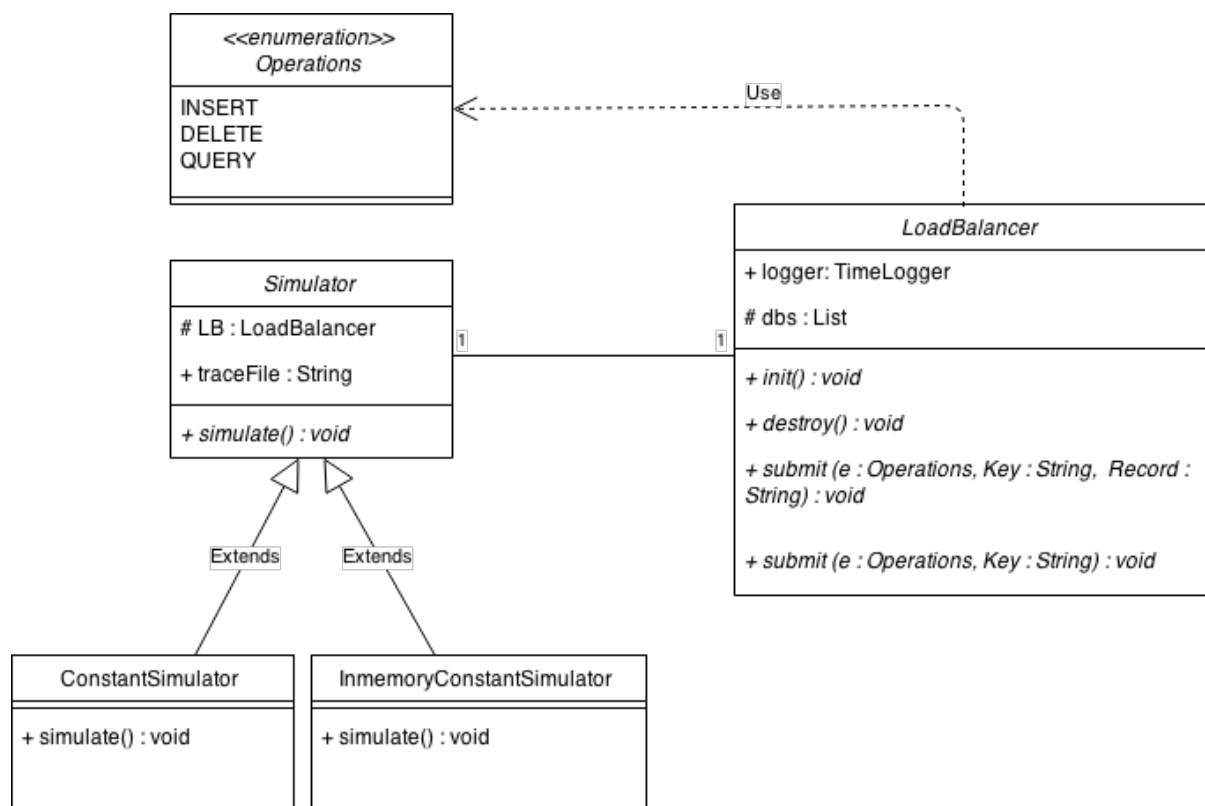 <<enumeration>>
Operations
INSERT
DELETE
QUERY
Use
LoadBalancer
+ logger: TimeLogger
# dbs : List
+ init() : void
+ destroy() : void
+ submit (e : Operations, Key : String, Record :
String) : void
+ submit (e : Operations, Key : String) : void
Simulator
# LB : LoadBalancer
+ traceFile : String
+ simulate() : void
1
1
Extends
Extends
ConstantSimulator
+ simulate() : void
InmemoryConstantSimulator
+ simulate() : void